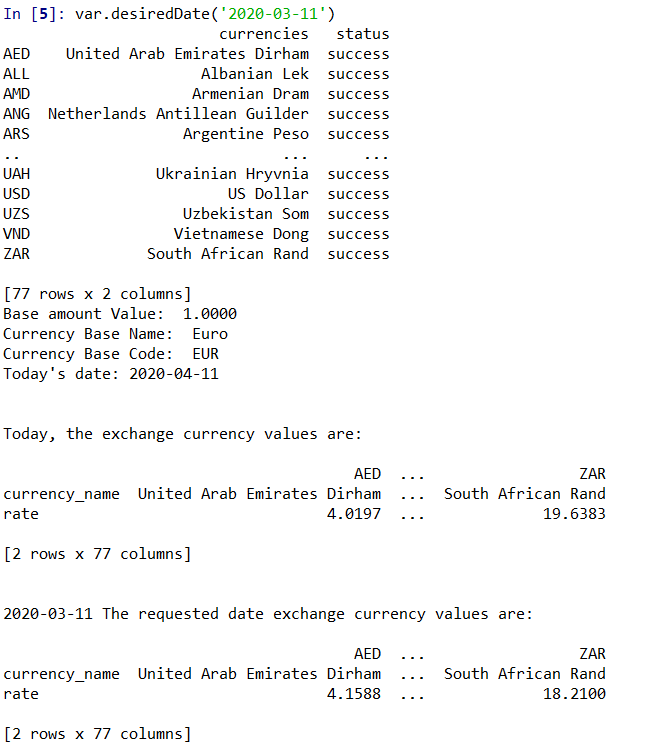 In [5]: var.desiredDate('2020-03-11')
                        currencies   status
AED    United Arab Emirates Dirham  success
ALL                   Albanian Lek  success
AMD                  Armenian Dram  success
ANG  Netherlands Antillean Guilder  success
ARS                 Argentine Peso  success
..                             ...      ...
UAH              Ukrainian Hryvnia  success
USD                      US Dollar  success
UZS                 Uzbekistan Som  success
VND                Vietnamese Dong  success
ZAR             South African Rand  success

[77 rows x 2 columns]
Base amount Value:  1.0000
Currency Base Name:  Euro
Currency Base Code:  EUR
Today's date: 2020-04-11


Today, the exchange currency values are:

                                       AED  ...                 ZAR
currency_name  United Arab Emirates Dirham  ...  South African Rand
rate                                4.0197  ...             19.6383

[2 rows x 77 columns]


2020-03-11 The requested date exchange currency values are:

                                       AED  ...                 ZAR
currency_name  United Arab Emirates Dirham  ...  South African Rand
rate                                4.1588  ...             18.2100

[2 rows x 77 columns]